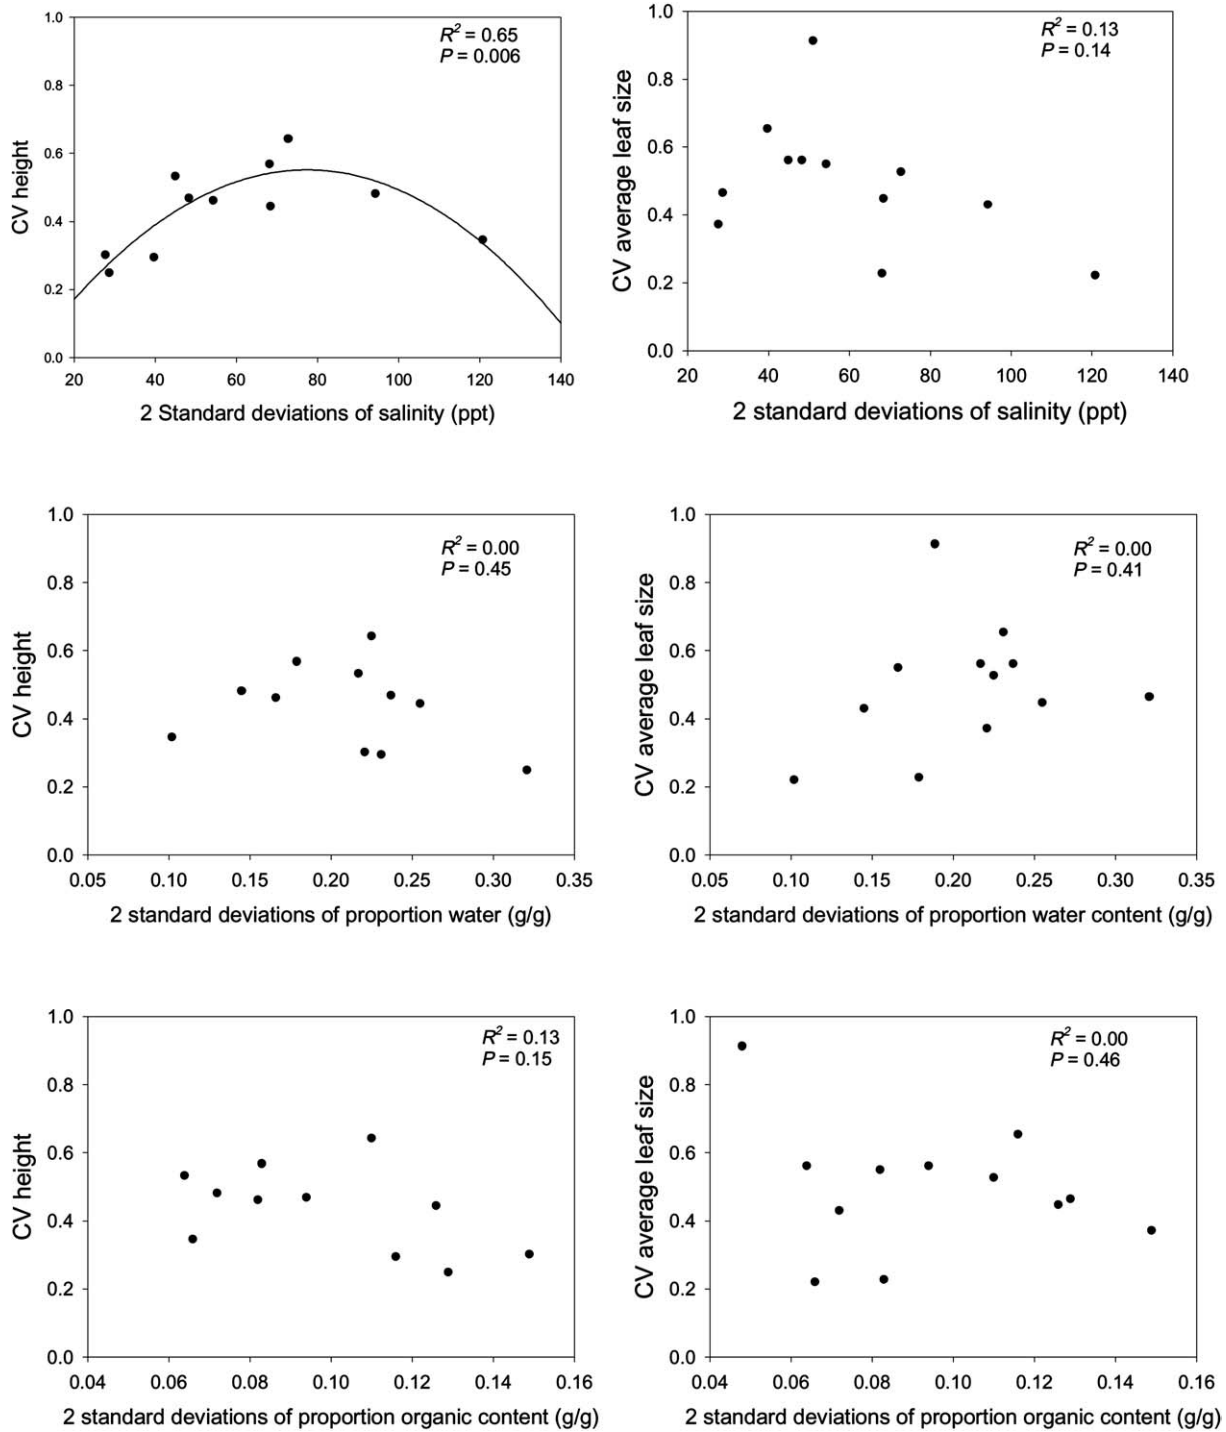 1.0
0.8
0.6
0.4
0.2
0.0
CV height
R² = 0.65
P = 0.006
20 40 60 80 100 120 140
2 Standard deviations of salinity (ppt)
1.0
0.8
0.6
0.4
0.2
0.0
CV average leaf size
R² = 0.13
P = 0.14
20 40 60 80 100 120 140
2 standard deviations of salinity (ppt)
1.0
0.8
0.6
0.4
0.2
0.0
CV height
R² = 0.00
P = 0.45
0.05 0.10 0.15 0.20 0.25 0.30 0.35
2 standard deviations of proportion water (g/g)
1.0
0.8
0.6
0.4
0.2
0.0
CV average leaf size
R² = 0.00
P = 0.41
0.05 0.10 0.15 0.20 0.25 0.30 0.35
2 standard deviations of proportion water content (g/g)
1.0
0.8
0.6
0.4
0.2
0.0
CV height
R² = 0.13
P = 0.15
0.04 0.06 0.08 0.10 0.12 0.14 0.16
2 standard deviations of proportion organic content (g/g)
1.0
0.8
0.6
0.4
0.2
0.0
CV average leaf size
R² = 0.00
P = 0.46
0.04 0.06 0.08 0.10 0.12 0.14 0.16
2 standard deviations of proportion organic content (g/g)